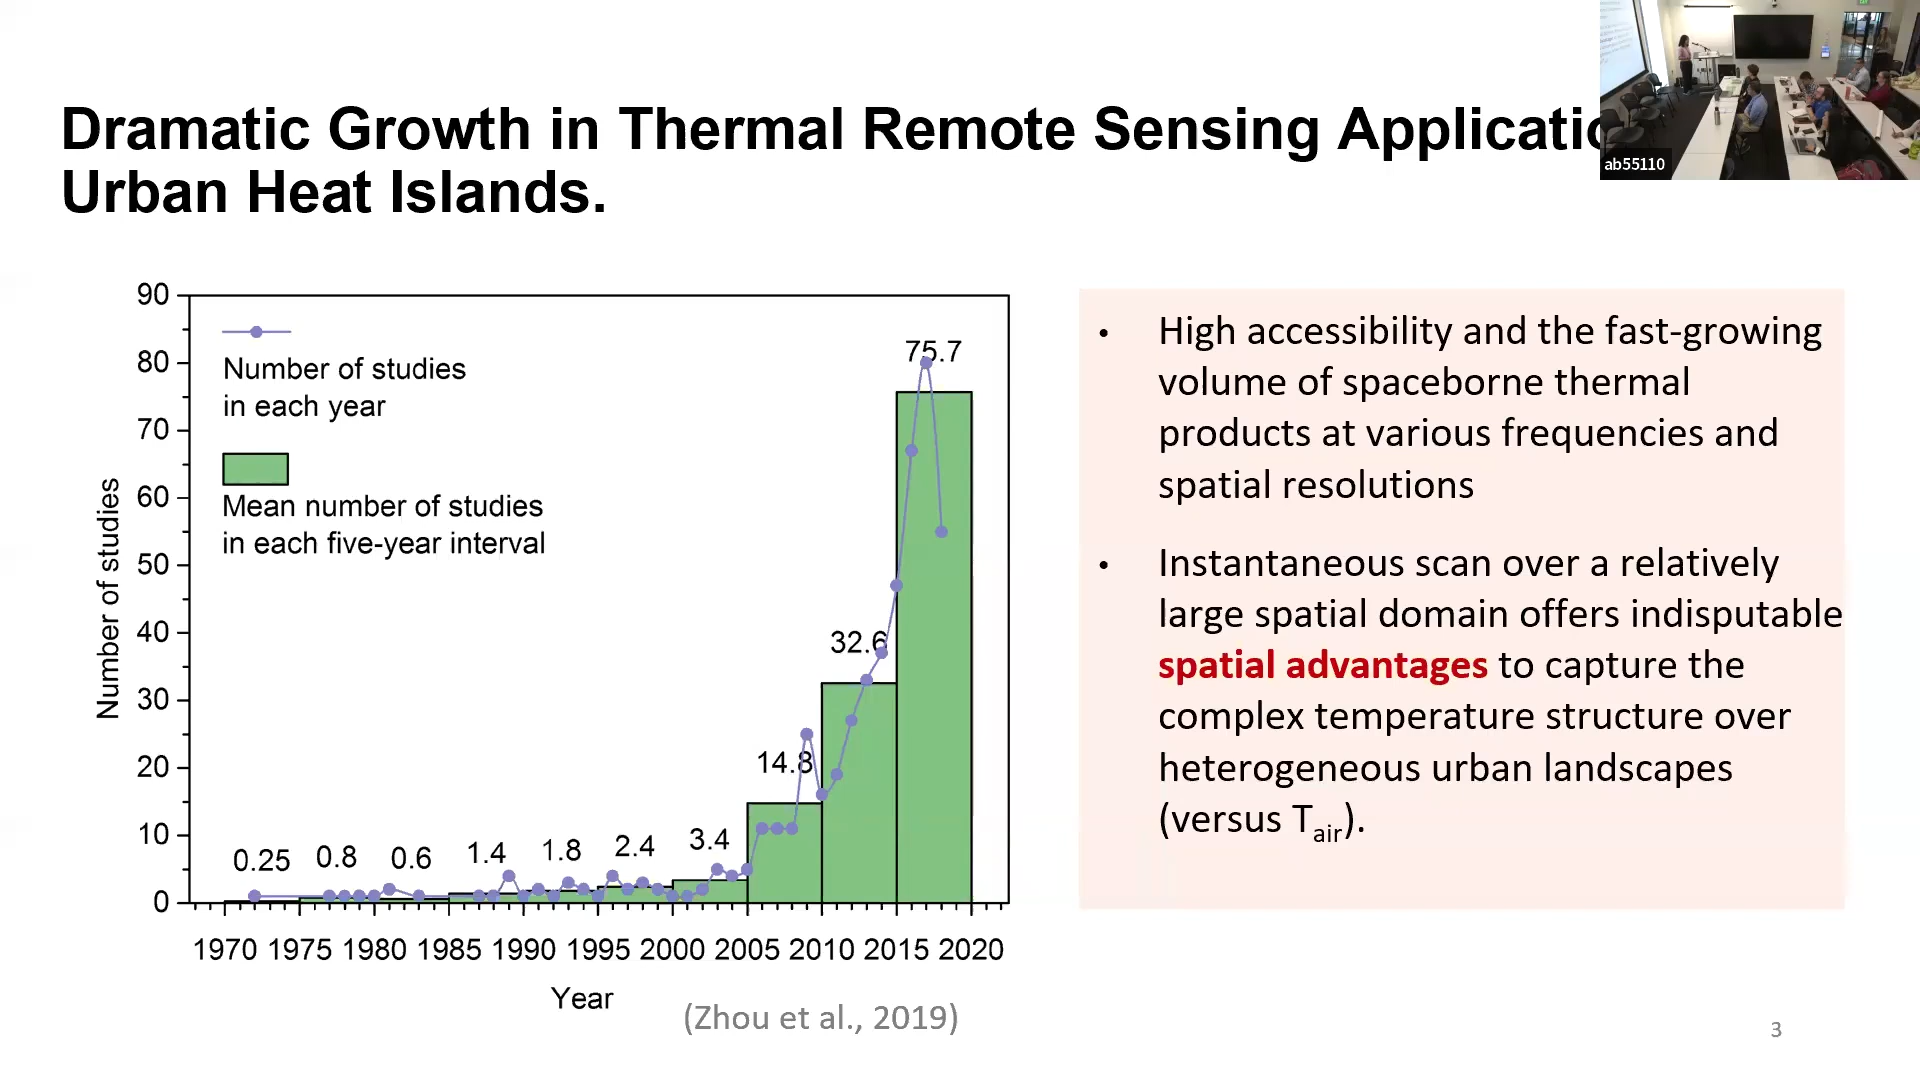 Dramatic Growth in Thermal Remote Sensing
Urban Heat Islands.
ab55110
90
80
70
60
50
40
30
20
10
0
Number of studies
Number of studies
in each year
Mean number of studies
in each five-year interval
0.25
0.8
0.6
1.4
1.8
2.4
3.4
14.8
32.6
75.7
1970 1975 1980 1985 1990 1995 2000 2005 2010 2015 2020
Year
(Zhou et al., 2019)
• High accessibility and the fast-growing
volume of spaceborne thermal
products at various frequencies and
spatial resolutions
• Instantaneous scan over a relatively
large spatial domain offers indisputable
spatial advantages to capture the
complex temperature structure over
heterogeneous urban landscapes
(versus Tair).
3